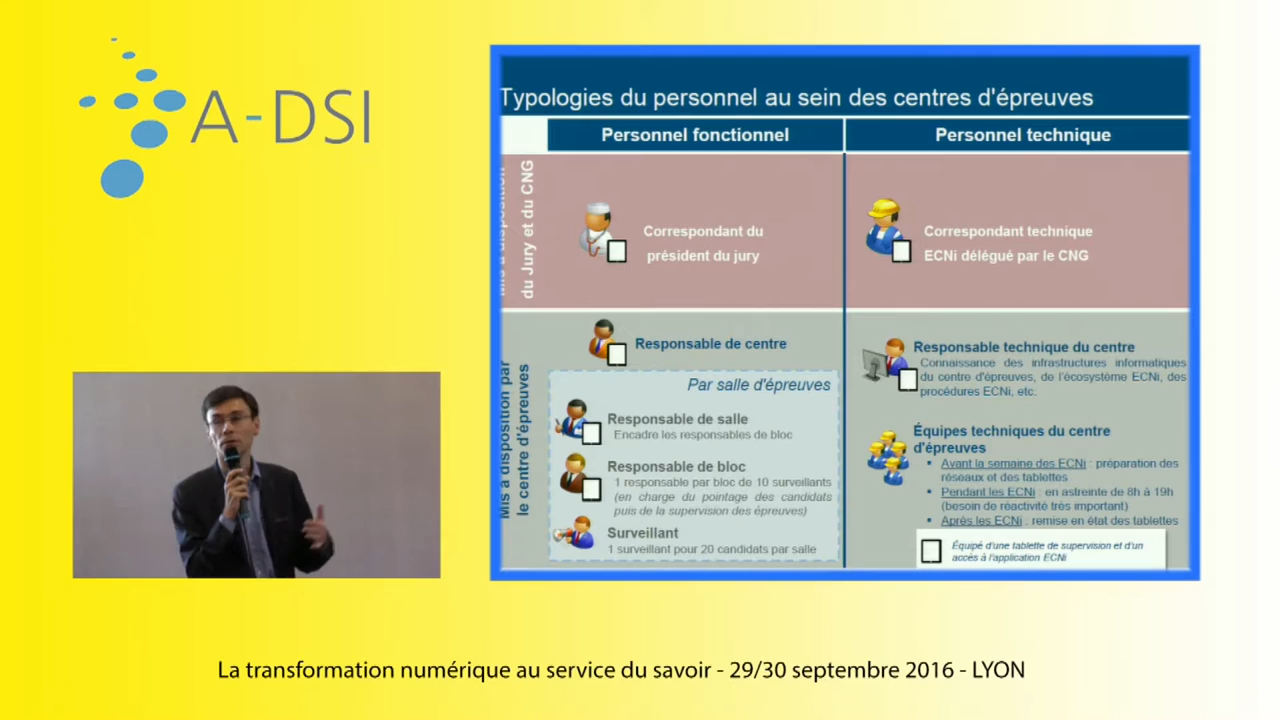 A-DSI
Typologies du personnel au sein des centres d'épreuves
Personnel fonctionnel
Personnel technique
Mis à disposition
du Jury et du CNG
Correspondant du
président du jury
Correspondant technique
ECNi délégué par le CNG
Mis à disposition par
le centre d'épreuves
Responsable de centre
Par salle d'épreuves
Responsable de salle
Encadre les responsables de bloc
Responsable de bloc
1 responsable par bloc de 10 surveillants
(en charge du pointage des candidats
puis de la supervision des épreuves)
Surveillant
1 surveillant pour 20 candidats par salle
Responsable technique du centre
Connaissance des infrastructures informatiques
du centre d'épreuves, de l'écosystème ECNi, des
procédures ECNi, etc.
Équipes techniques du centre
d'épreuves
▪ Avant la semaine des ECNi : préparation des
réseaux et des tablettes
▪ Pendant les ECNi : en astreinte de 8h à 19h
(besoin de réactivité très important)
▪ Après les ECNi : remise en état des tablettes
Équipé d'une tablette de supervision et d'un
accès à l'application ECNi
La transformation numérique au service du savoir - 29/30 septembre 2016 - LYON